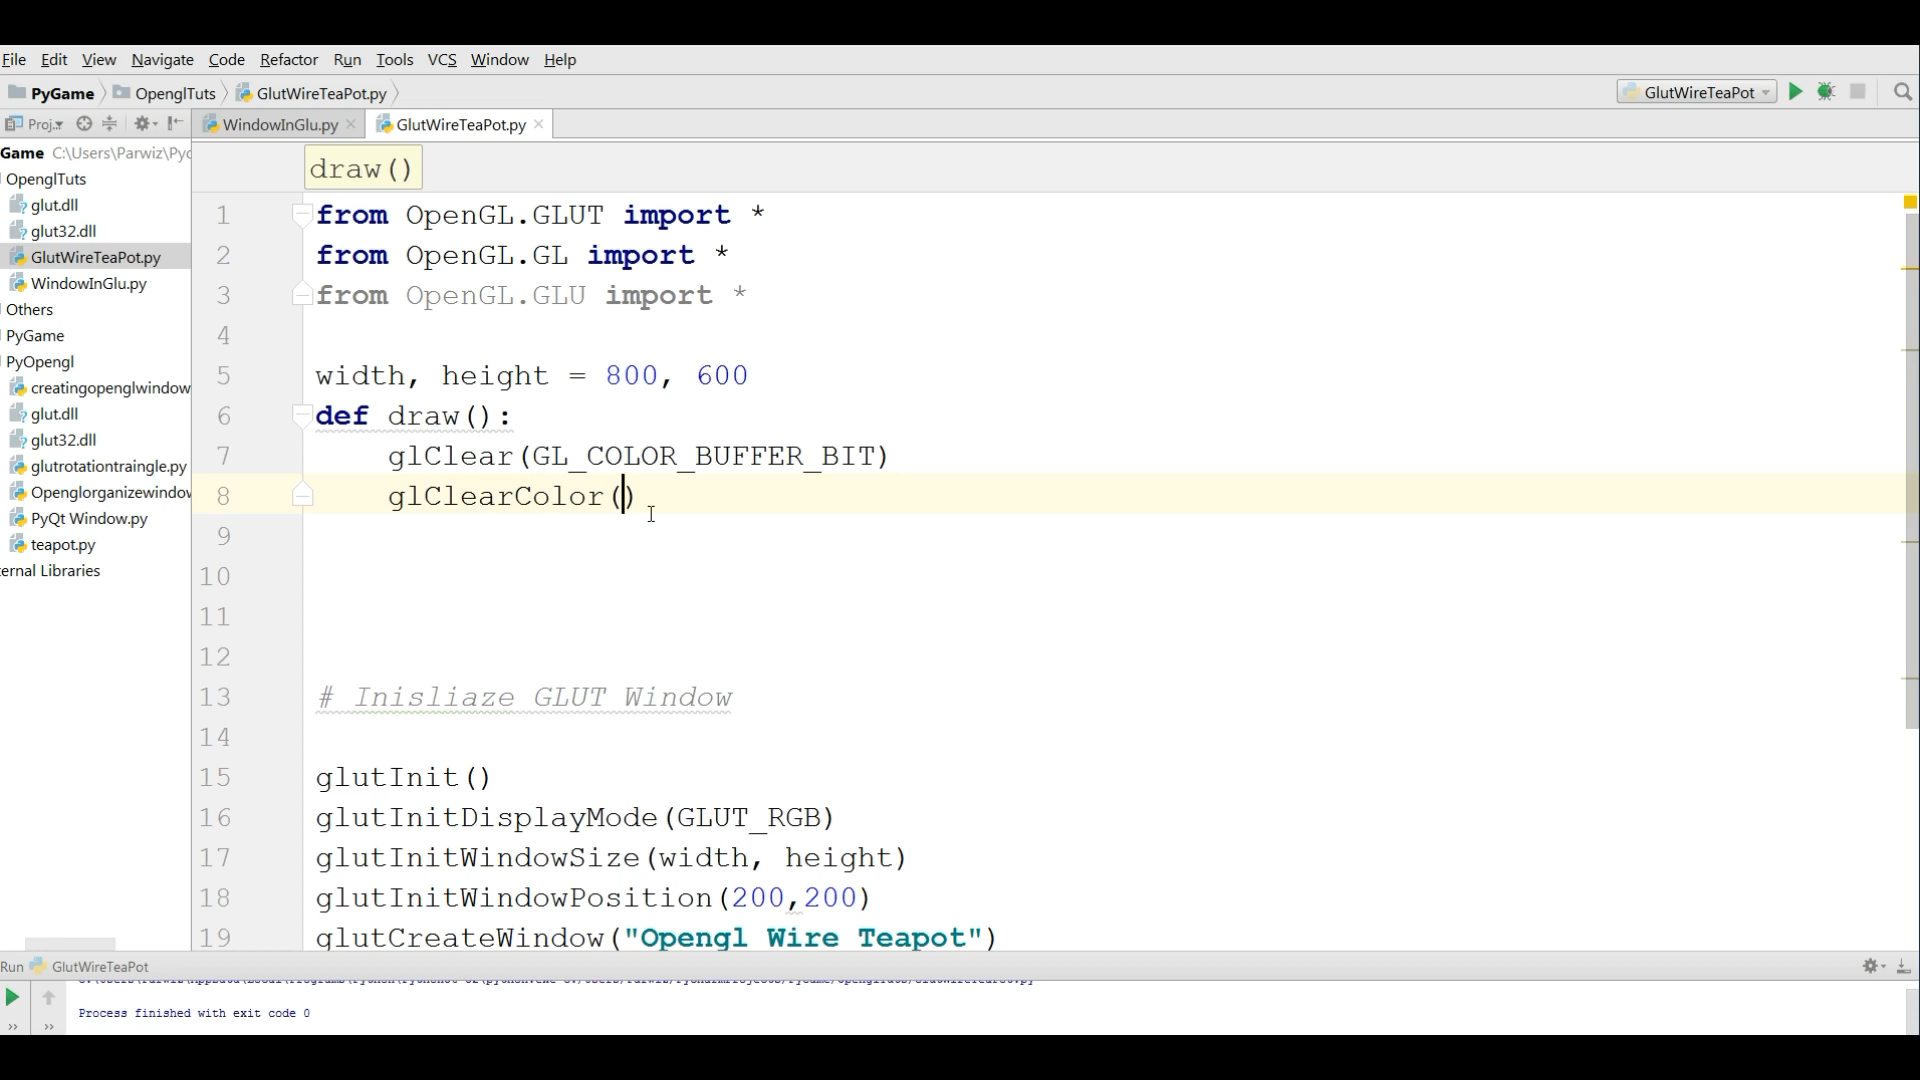 File Edit View Navigate Code Refactor Run Tools VCS Window Help
PyGame OpenglTuts GlutWireTeaPot.py GlutWireTeaPot
Proj.. WindowInGlu.py GlutWireTeaPot.py
Game C:\Users\Parwiz\Pyc
draw()
OpenglTuts
glut.dll
glut32.dll
GlutWireTeaPot.py
WindowInGlu.py
Others
PyGame
PyOpengl
creatingopenglwindow
glut.dll
glut32.dll
glutrotationtraingle.py
Openglorganizewindow
PyQt Window.py
teapot.py
ernal Libraries
1 from OpenGL.GLUT import *
2 from OpenGL.GL import *
3 from OpenGL.GLU import *
4
5 width, height = 800, 600
6 def draw():
7 glClear(GL_COLOR_BUFFER_BIT)
8 glClearColor()
9
10
11
12
13 # Inisliaze GLUT Window
14
15 glutInit()
16 glutInitDisplayMode(GLUT_RGB)
17 glutInitWindowSize(width, height)
18 glutInitWindowPosition(200,200)
19 glutCreateWindow("Opengl Wire Teapot")
Run GlutWireTeaPot
Process finished with exit code 0